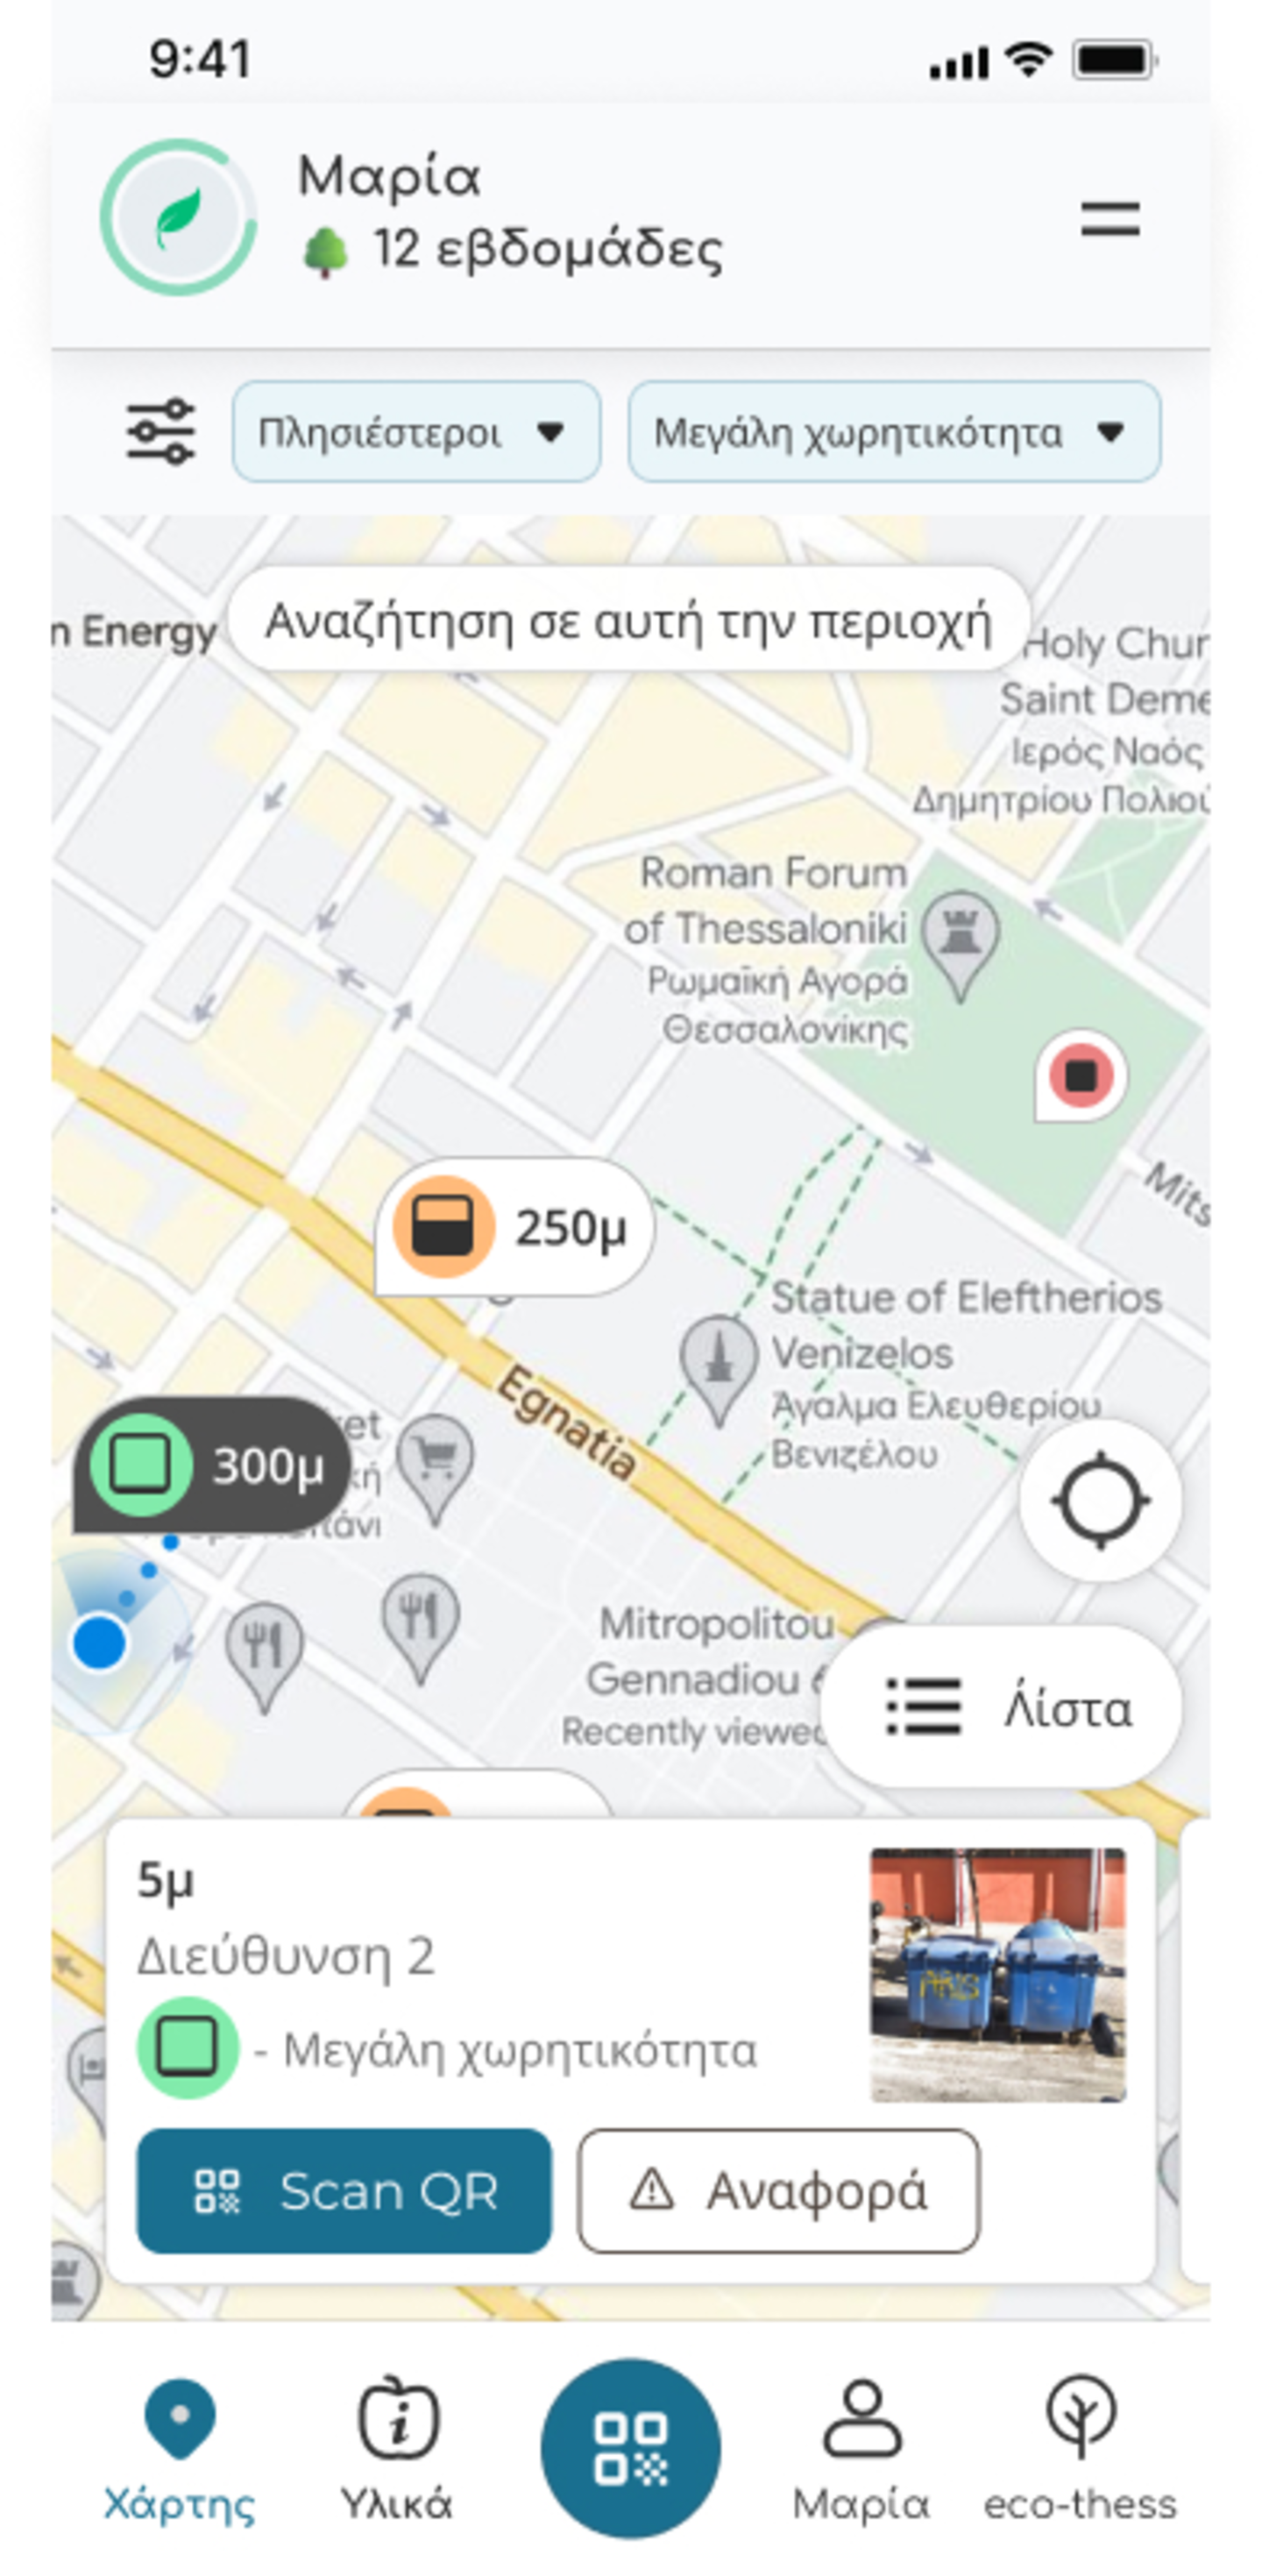 9:41
Μαρία
12 εβδομάδες
Πλησιέστεροι
Μεγάλη χωρητικότητα
Αναζήτηση σε αυτή την περιοχή
n Energy
Holy Chur
Saint Deme
Ιερός Ναός
Δημητρίου Πολιού
Roman Forum
of Thessaloniki
Ρωμαϊκή Αγορά
Θεσσαλονίκης
Mits
250μ
Statue of Eleftherios
Venizelos
Άγαλμα Ελευθερίου
Βενιζέλου
Egnatia
300μ
Mitropolitou
Gennadiou
Recently viewed
Λίστα
5μ
Διεύθυνση 2
- Μεγάλη χωρητικότητα
ARIS
Scan QR
Αναφορά
Χάρτης
Υλικά
Μαρία
eco-thess